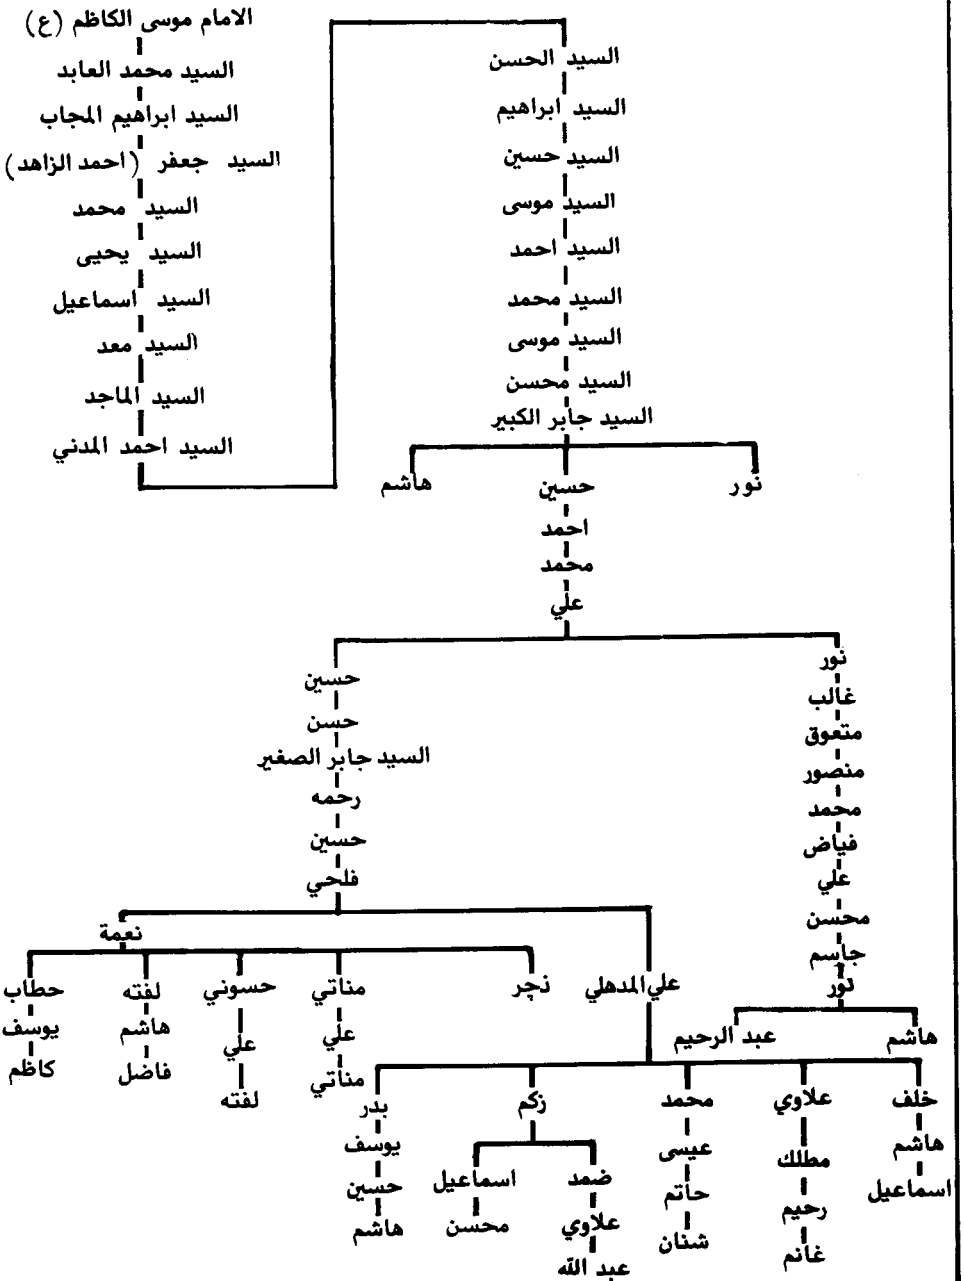 الامام موسى الكاظم (ع)
السيد محمد العابد
السيد ابراهيم المجاب
السيد جعفر (احمد الزاهد)
السيد محمد
السيد يحيى
السيد اسماعيل
السيد معد
السيد الماجد
السيد احمد المدني
السيد الحسن
السيد ابراهيم
السيد حسين
السيد موسى
السيد احمد
السيد محمد
السيد موسى
السيد محسن
السيد جابر الكبير
نور حسين هاشم
احمد
محمد
علي
نور
غالب
متعوق
منصور
محمد
فياض
علي
محسن
جاسم
نور
هاشم عبد الرحيم
حسين
حسن
السيد جابر الصغير
رحمه
حسين
فلحي
نعمة
علي المدهلي نجر مناتي حسوني لفته حطاب
علي علي هاشم يوسف
مناتي لفته فاضل كاظم
خلف علاوي محمد زكم بدر
هاشم مطلك عيسى ضمد اسماعيل يوسف
اسماعيل رحيم حاتم علاوي محسن حسين
غانم شنان عبد الله هاشم